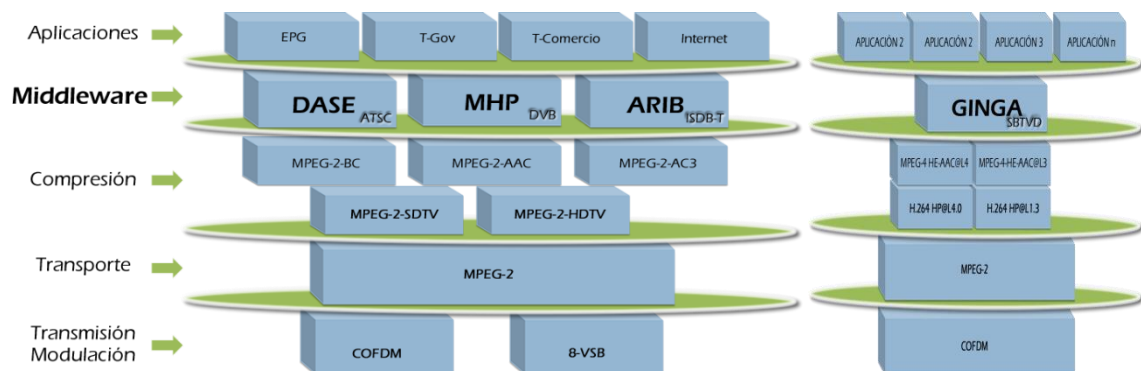 Aplicaciones
EPG
T-Gov
T-Comercio
Internet
APLICACIÓN 2
APLICACIÓN 2
APLICACIÓN 3
APLICACIÓN n
Middleware
DASE
ATSC
MHP
DVB
ARIB
ISDB-T
GINGA
SBTVD
Compresión
MPEG-2-BC
MPEG-2-AAC
MPEG-2-AC3
MPEG-4 HE-AAC@L4
MPEG-4-HE-AAC@L3
MPEG-2-SDTV
MPEG-2-HDTV
H.264 HP@L4.0
H.264 HP@L1.3
Transporte
MPEG-2
MPEG-2
Transmisión
Modulación
COFDM
8-VSB
COFDM